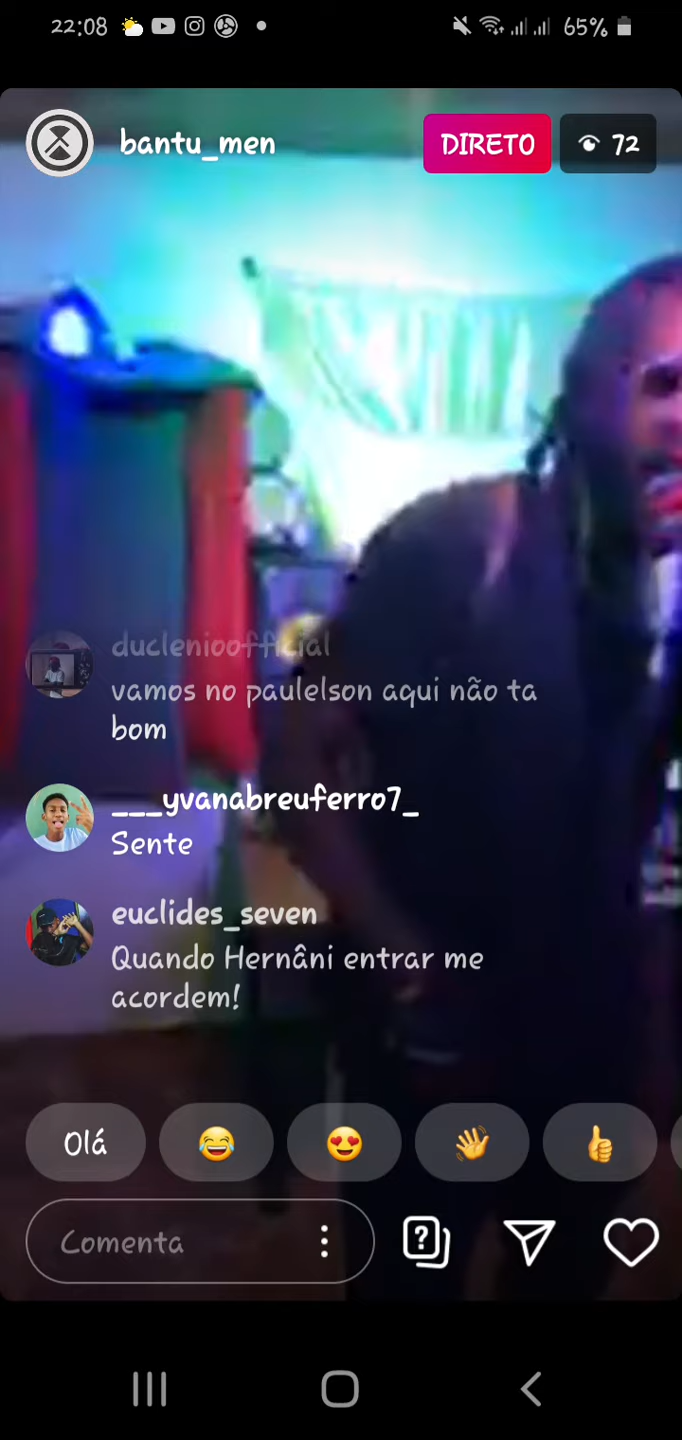 22:08
65%
bantu_men
DIRETO
72
duclenioofficial
vamos no paulelson aqui não ta
bom
___yvanabreuferro7_
Sente
euclides_seven
Quando Hernâni entrar me
acordem!
Olá
Comenta